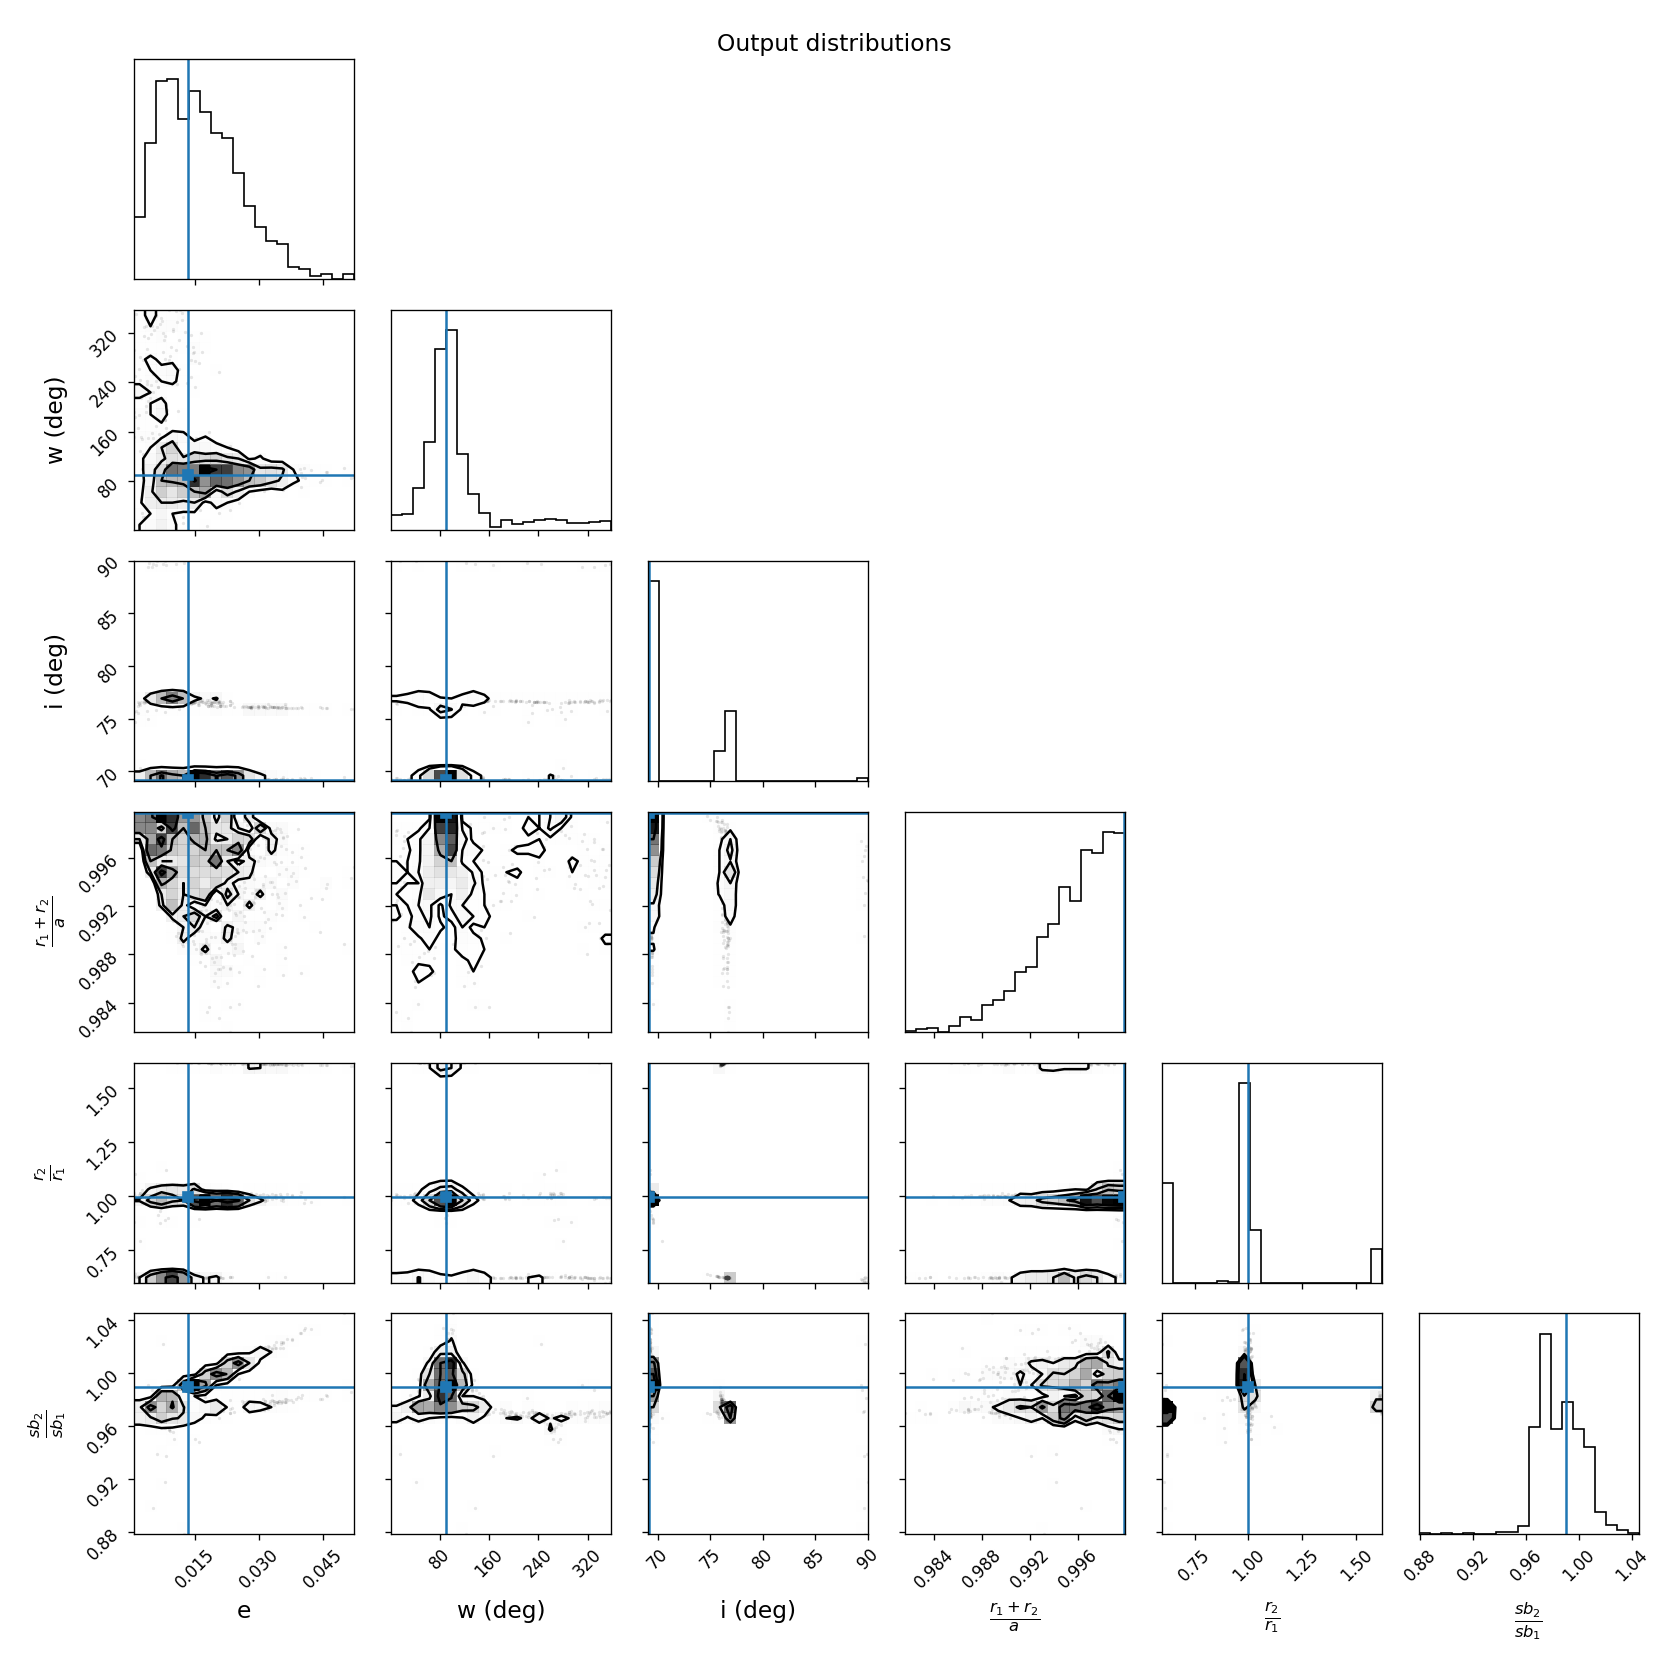 Output distributions
w (deg)
320
240
160
80
i (deg)
90
85
80
75
70
r₁ + r₂
a
0.996
0.992
0.988
0.984
r₂
r₁
1.50
1.25
1.00
0.75
sb₂
sb₁
1.04
1.00
0.96
0.92
0.88
0.015 0.030 0.045 80 160 240 320 70 75 80 85 90 0.984 0.988 0.992 0.996 0.75 1.00 1.25 1.50 0.88 0.92 0.96 1.00 1.04
e w (deg) i (deg) r₁ + r₂ / a r₂ / r₁ sb₂ / sb₁